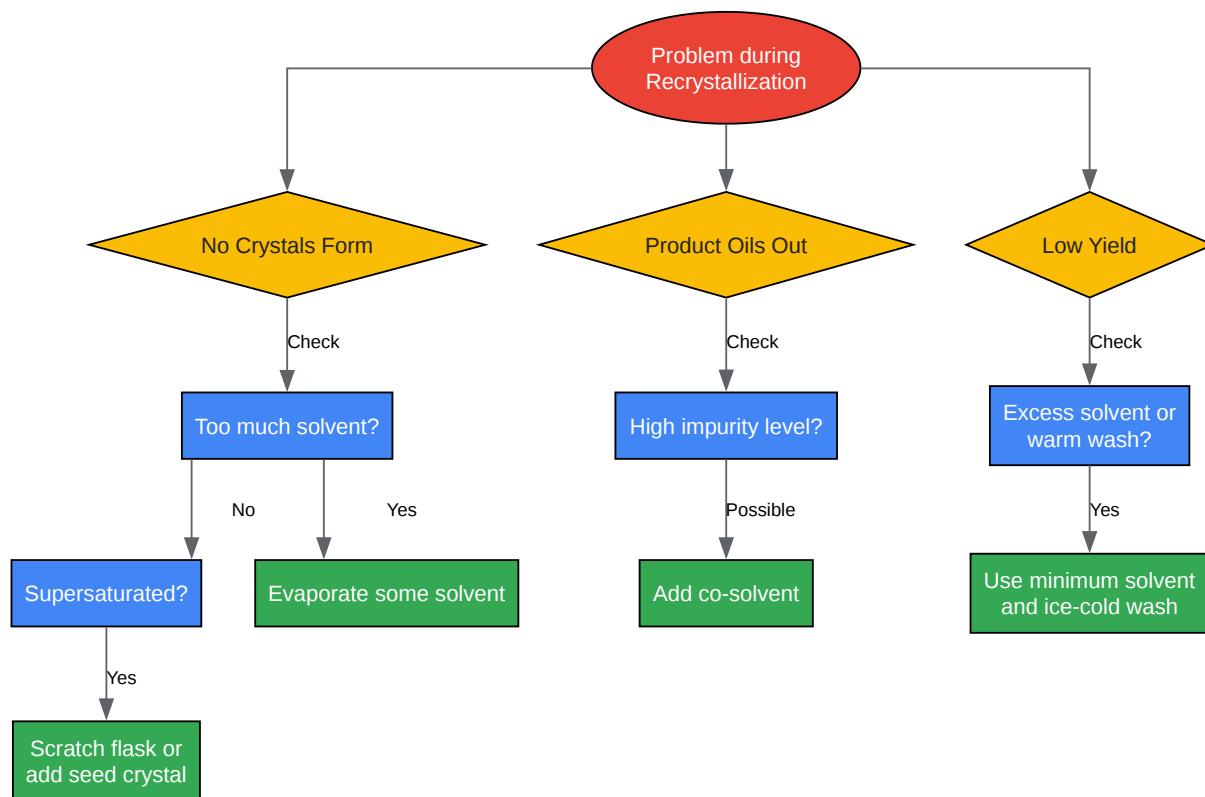 Problem during
Recrystallization
No Crystals Form
Product Oils Out
Low Yield
Check
Check
Check
Too much solvent?
High impurity level?
Excess solvent or
warm wash?
No
Yes
Possible
Yes
Supersaturated?
Evaporate some solvent
Add co-solvent
Use minimum solvent
and ice-cold wash
Yes
Scratch flask or
add seed crystal